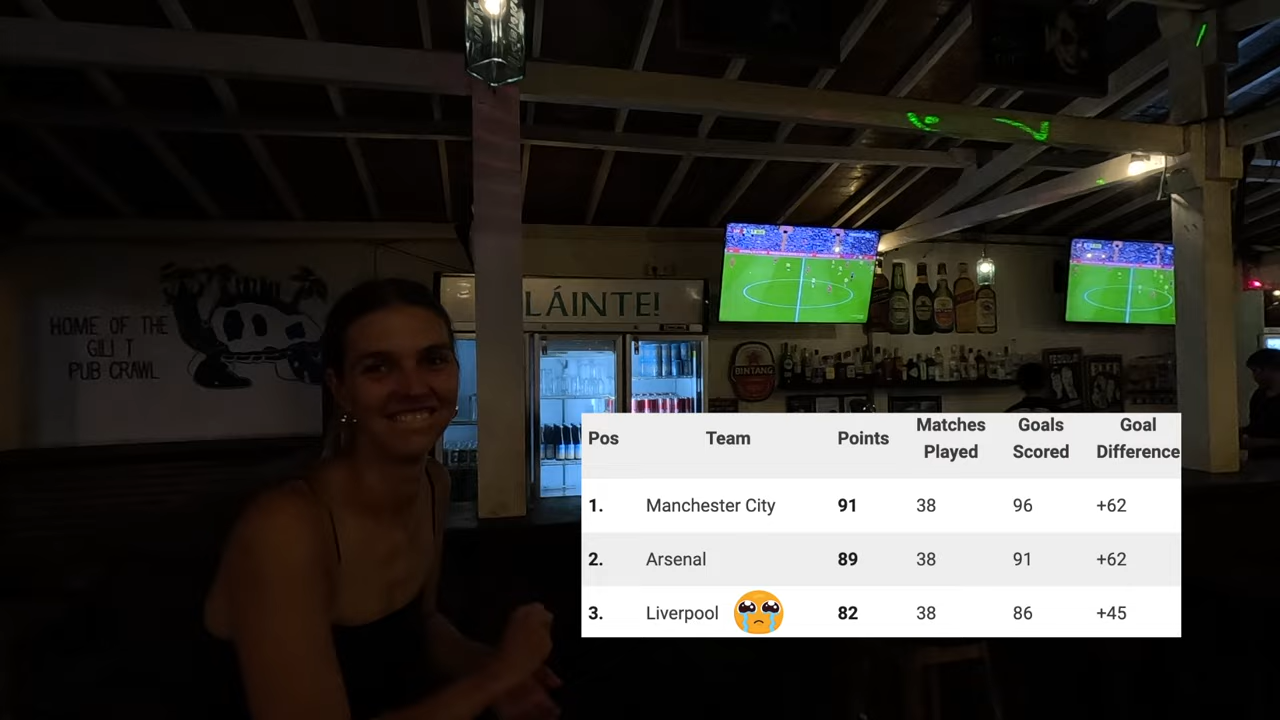 HOME OF THE
GILI T
PUB CRAWL
LÁINTE!
BINTANG
Pos Team Points Matches Played Goals Scored Goal Difference
1. Manchester City 91 38 96 +62
2. Arsenal 89 38 91 +62
3. Liverpool 82 38 86 +45